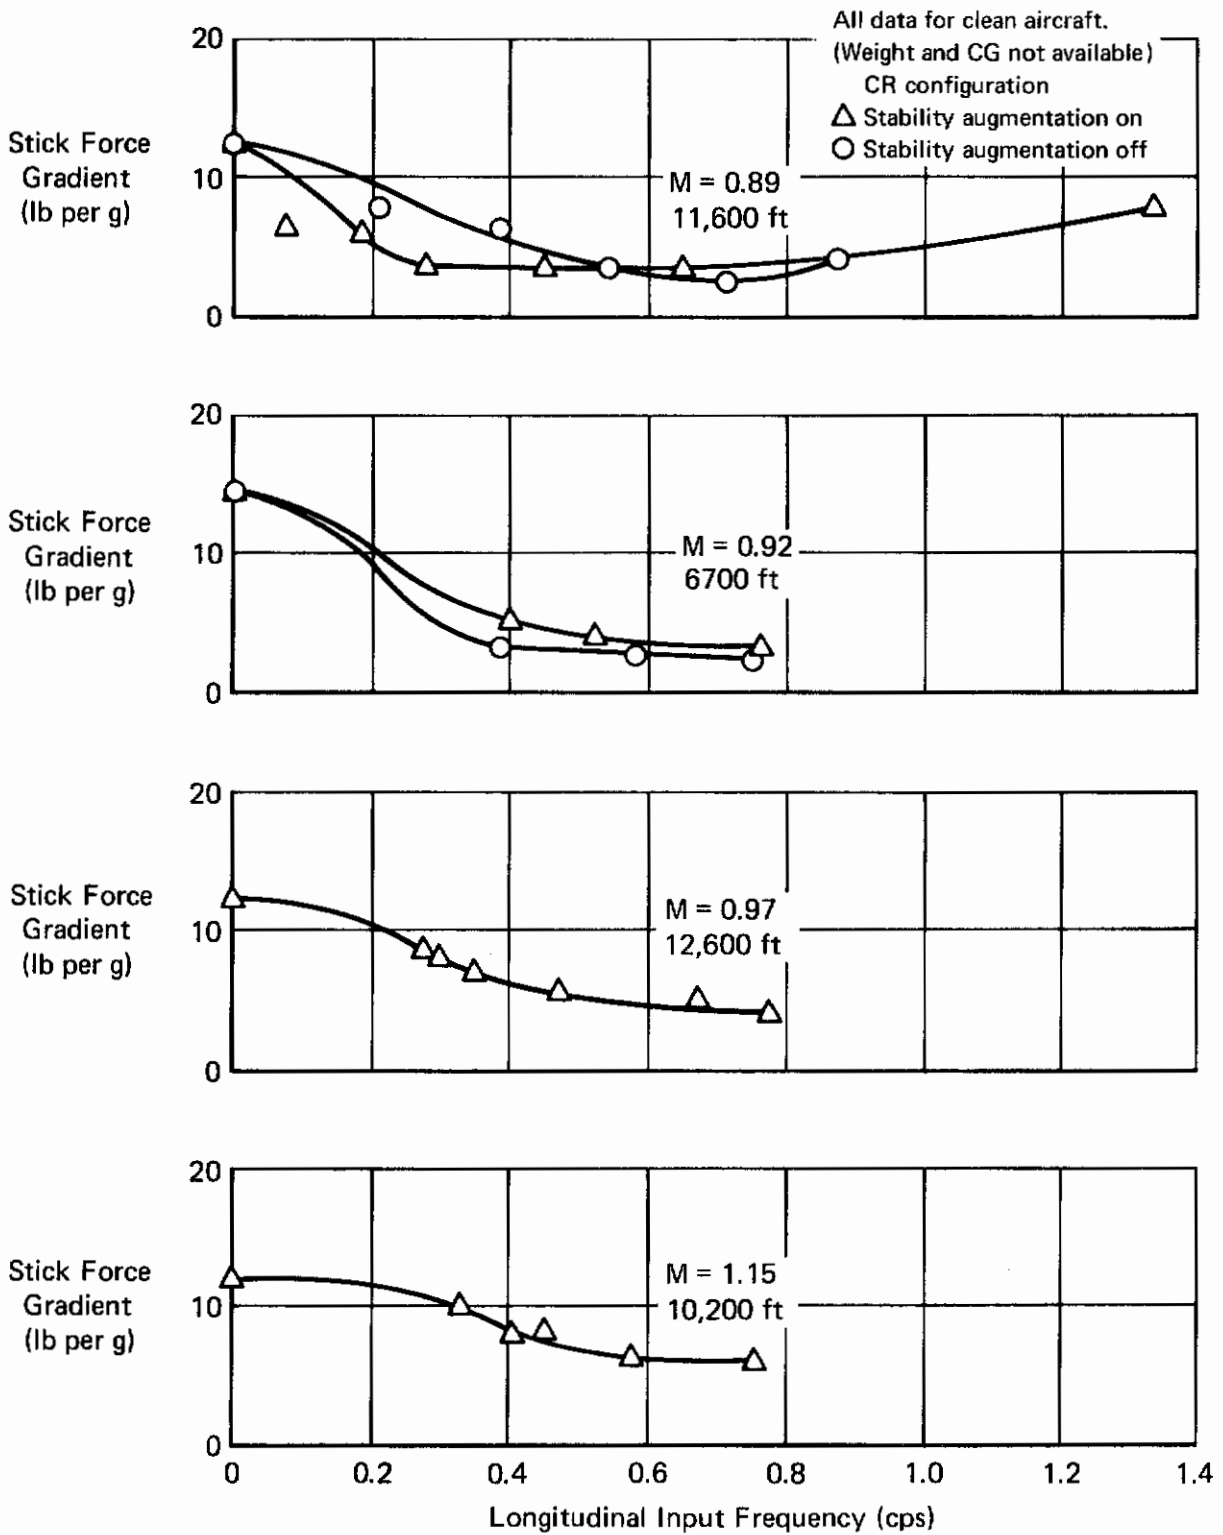 All data for clean aircraft.
(Weight and CG not available)
CR configuration
Stability augmentation on
Stability augmentation off
20
Stick Force
Gradient
(lb per g)
10
M = 0.89
11,600 ft
0
20
Stick Force
Gradient
(lb per g)
10
M = 0.92
6700 ft
0
20
Stick Force
Gradient
(lb per g)
10
M = 0.97
12,600 ft
0
20
Stick Force
Gradient
(lb per g)
10
M = 1.15
10,200 ft
0
0 0.2 0.4 0.6 0.8 1.0 1.2 1.4
Longitudinal Input Frequency (cps)